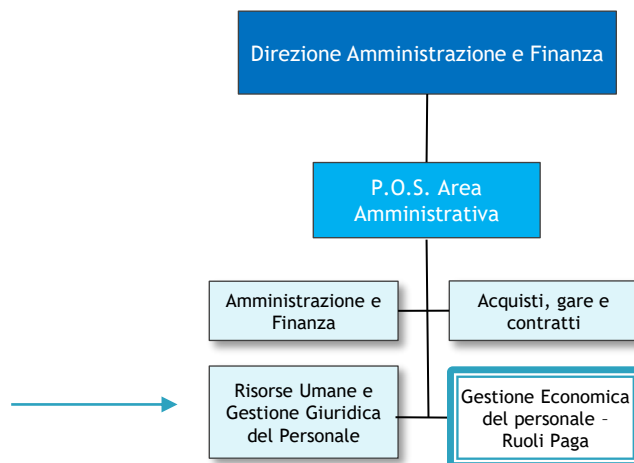 Direzione Amministrazione e Finanza
P.O.S. Area
Amministrativa
Amministrazione e
Finanza
Acquisti, gare e
contratti
Risorse Umane e
Gestione Giuridica
del Personale
Gestione Economica
del personale –
Ruoli Paga